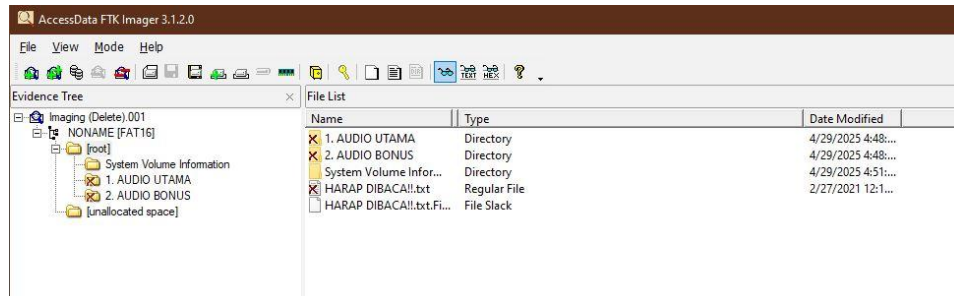 AccessData FTK Imager 3.1.2.0
File View Mode Help
TEXT HEX
Evidence Tree
Imaging (Delete).001
NONAME [FAT16]
[root]
System Volume Information
1. AUDIO UTAMA
2. AUDIO BONUS
[unallocated space]
File List
Name Type Date Modified
1. AUDIO UTAMA Directory 4/29/2025 4:48:...
2. AUDIO BONUS Directory 4/29/2025 4:48:...
System Volume Infor... Directory 4/29/2025 4:51:...
HARAP DIBACA!!.txt Regular File 2/27/2021 12:1...
HARAP DIBACA!!.txt.Fi... File Slack